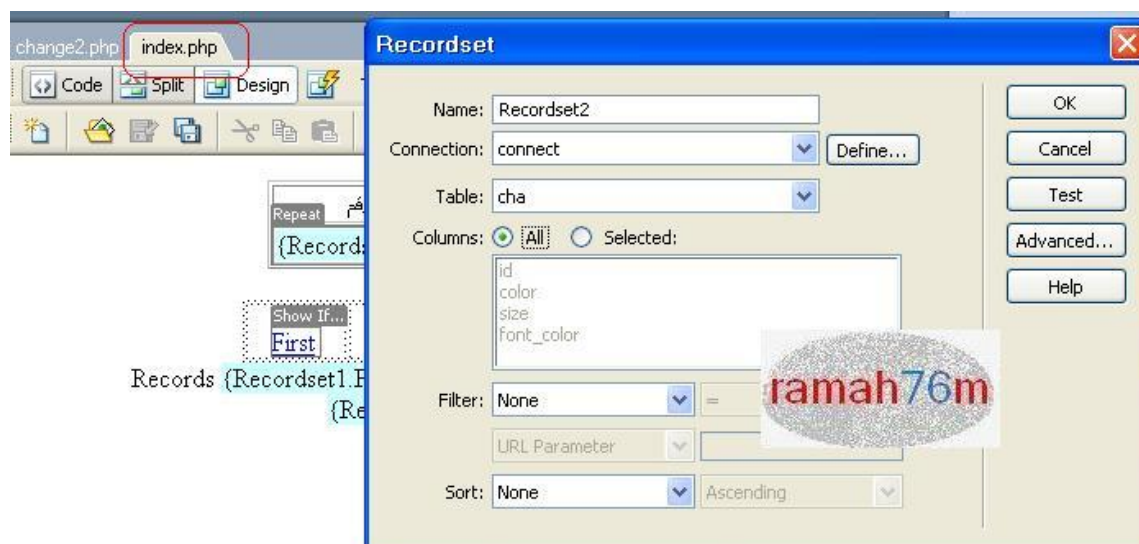 change2.php index.php
Code Split Design
Repeat
{Record
Show If...
First
Records {Recordset1.F
{Re
Recordset
Name: Recordset2
Connection: connect Define...
Table: cha
Columns: All Selected:
id
color
size
font_color
Filter: None =
URL Parameter
Sort: None Ascending
OK
Cancel
Test
Advanced...
Help
ramah76m